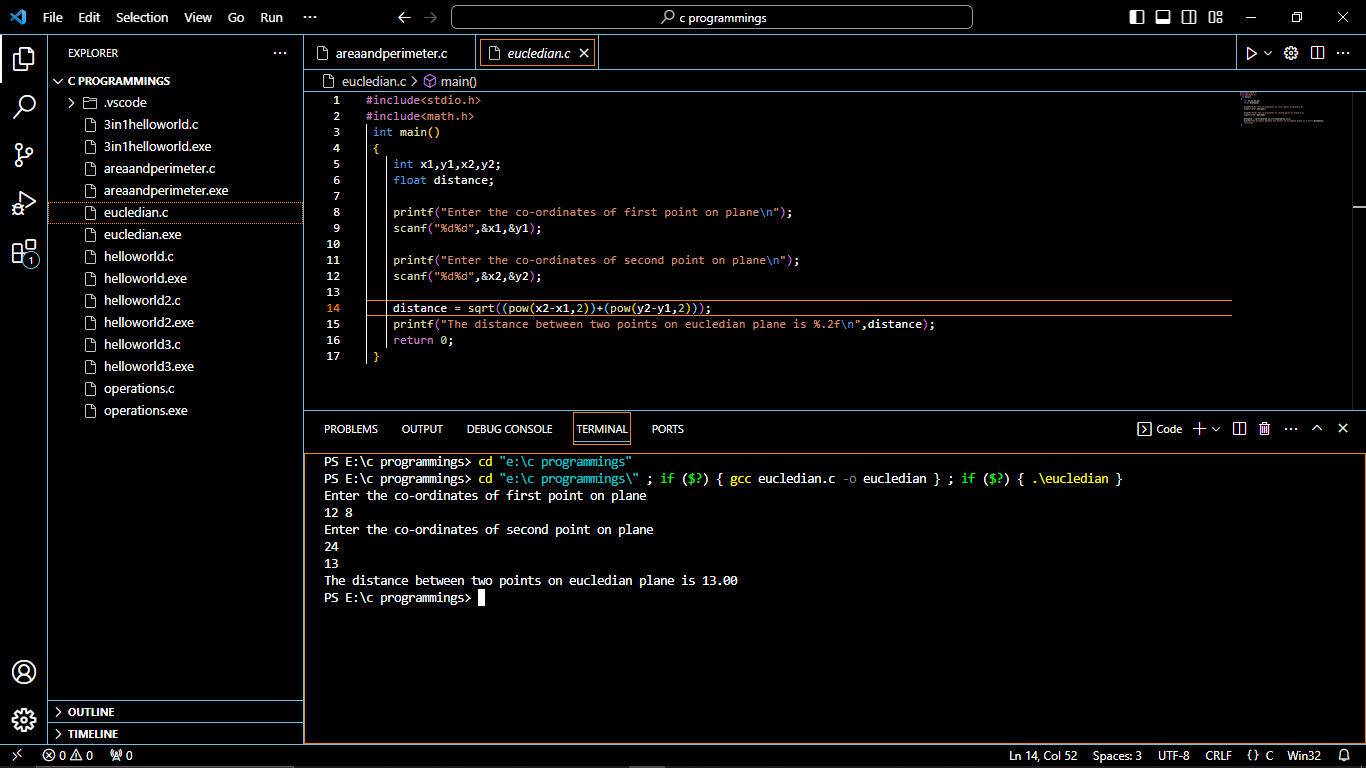 File Edit Selection View Go Run ···
c programmings
EXPLORER ···
C PROGRAMMINGS
.vscode
3in1helloworld.c
3in1helloworld.exe
areaandperimeter.c
areaandperimeter.exe
eucledian.c
eucledian.exe
helloworld.c
helloworld.exe
helloworld2.c
helloworld2.exe
helloworld3.c
helloworld3.exe
operations.c
operations.exe
OUTLINE
TIMELINE
1
areaandperimeter.c eucledian.c
eucledian.c > main()
1 #include<stdio.h>
2 #include<math.h>
3 int main()
4 {
5 int x1,y1,x2,y2;
6 float distance;
7
8 printf("Enter the co-ordinates of first point on plane\n");
9 scanf("%d%d",&x1,&y1);
10
11 printf("Enter the co-ordinates of second point on plane\n");
12 scanf("%d%d",&x2,&y2);
13
14 distance = sqrt((pow(x2-x1,2))+(pow(y2-y1,2)));
15 printf("The distance between two points on eucledian plane is %.2f\n",distance);
16 return 0;
17 }
PROBLEMS OUTPUT DEBUG CONSOLE TERMINAL PORTS Code
PS E:\c programmings> cd "e:\c programmings"
PS E:\c programmings> cd "e:\c programmings\" ; if ($?) { gcc eucledian.c -o eucledian } ; if ($?) { .\eucledian }
Enter the co-ordinates of first point on plane
12 8
Enter the co-ordinates of second point on plane
24
13
The distance between two points on eucledian plane is 13.00
PS E:\c programmings>
0 0 0 Ln 14, Col 52 Spaces: 3 UTF-8 CRLF {} C Win32